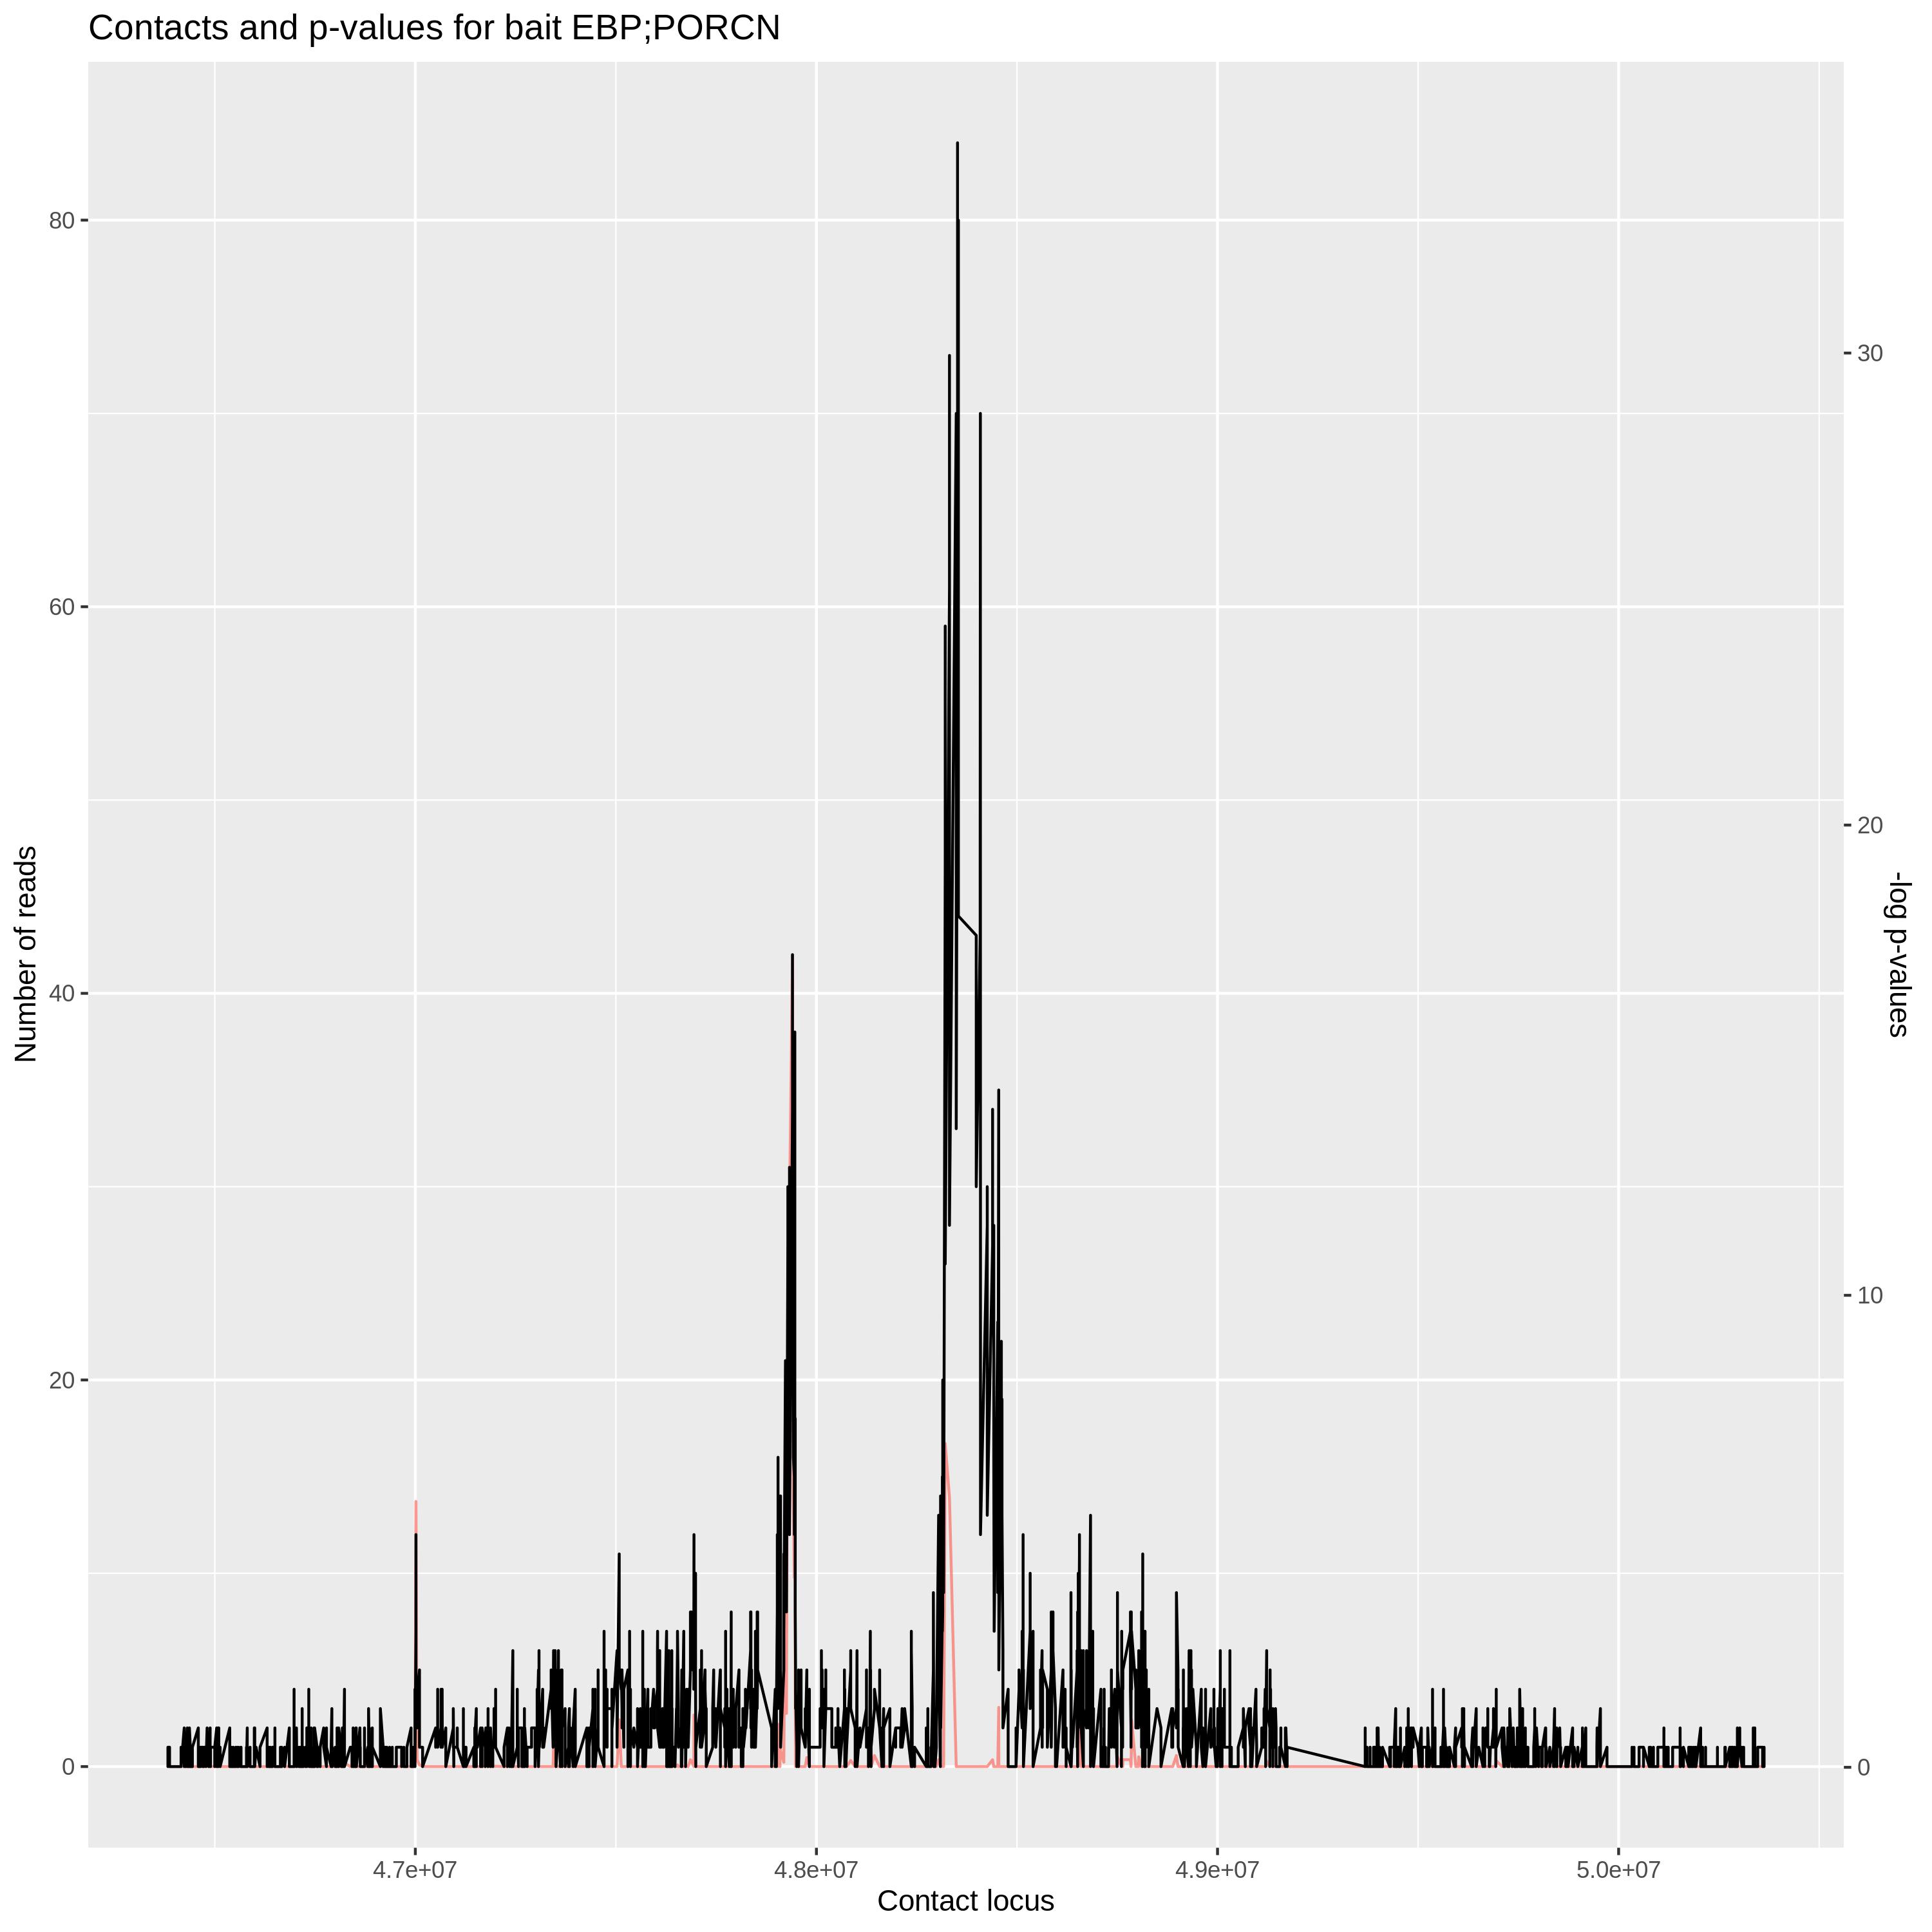 Contacts and p-values for bait EBP;PORCN
80
60
40
20
0
Number of reads
30
20
10
0
-log p-values
4.7e+07
4.8e+07
4.9e+07
5.0e+07
Contact locus